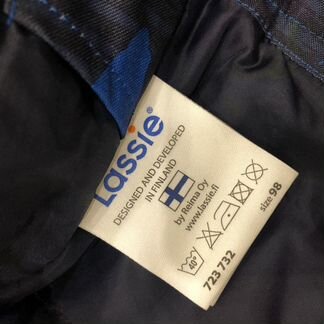 Lassie®
DESIGNED AND DEVELOPED
IN FINLAND
by Reima Oy
www.lassie.fi
40°
size 98
723 732